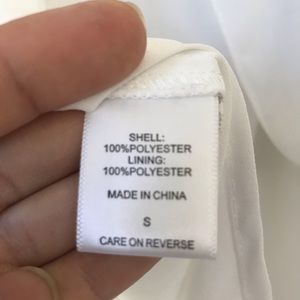 SHELL:
100%POLYESTER
LINING:
100%POLYESTER
MADE IN CHINA
S
CARE ON REVERSE